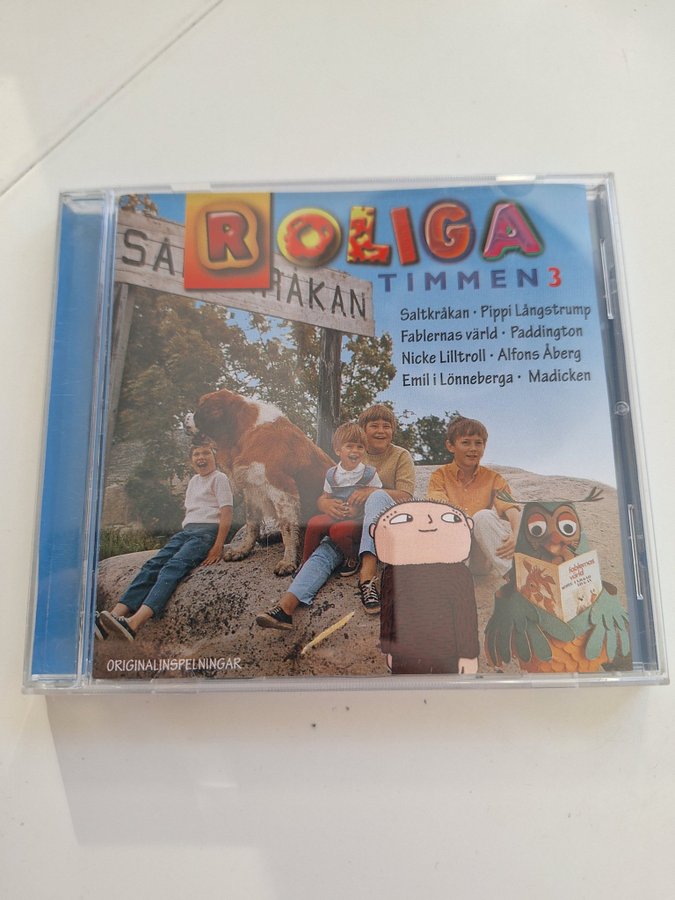 ROLIGA
TIMMEN 3
SA
RÅKAN
Saltkråkan · Pippi Långstrump
Fablernas värld · Paddington
Nicke Lilltroll · Alfons Åberg
Emil i Lönneberga · Madicken
fablernas
värld
ORIGINALINSPELNINGAR